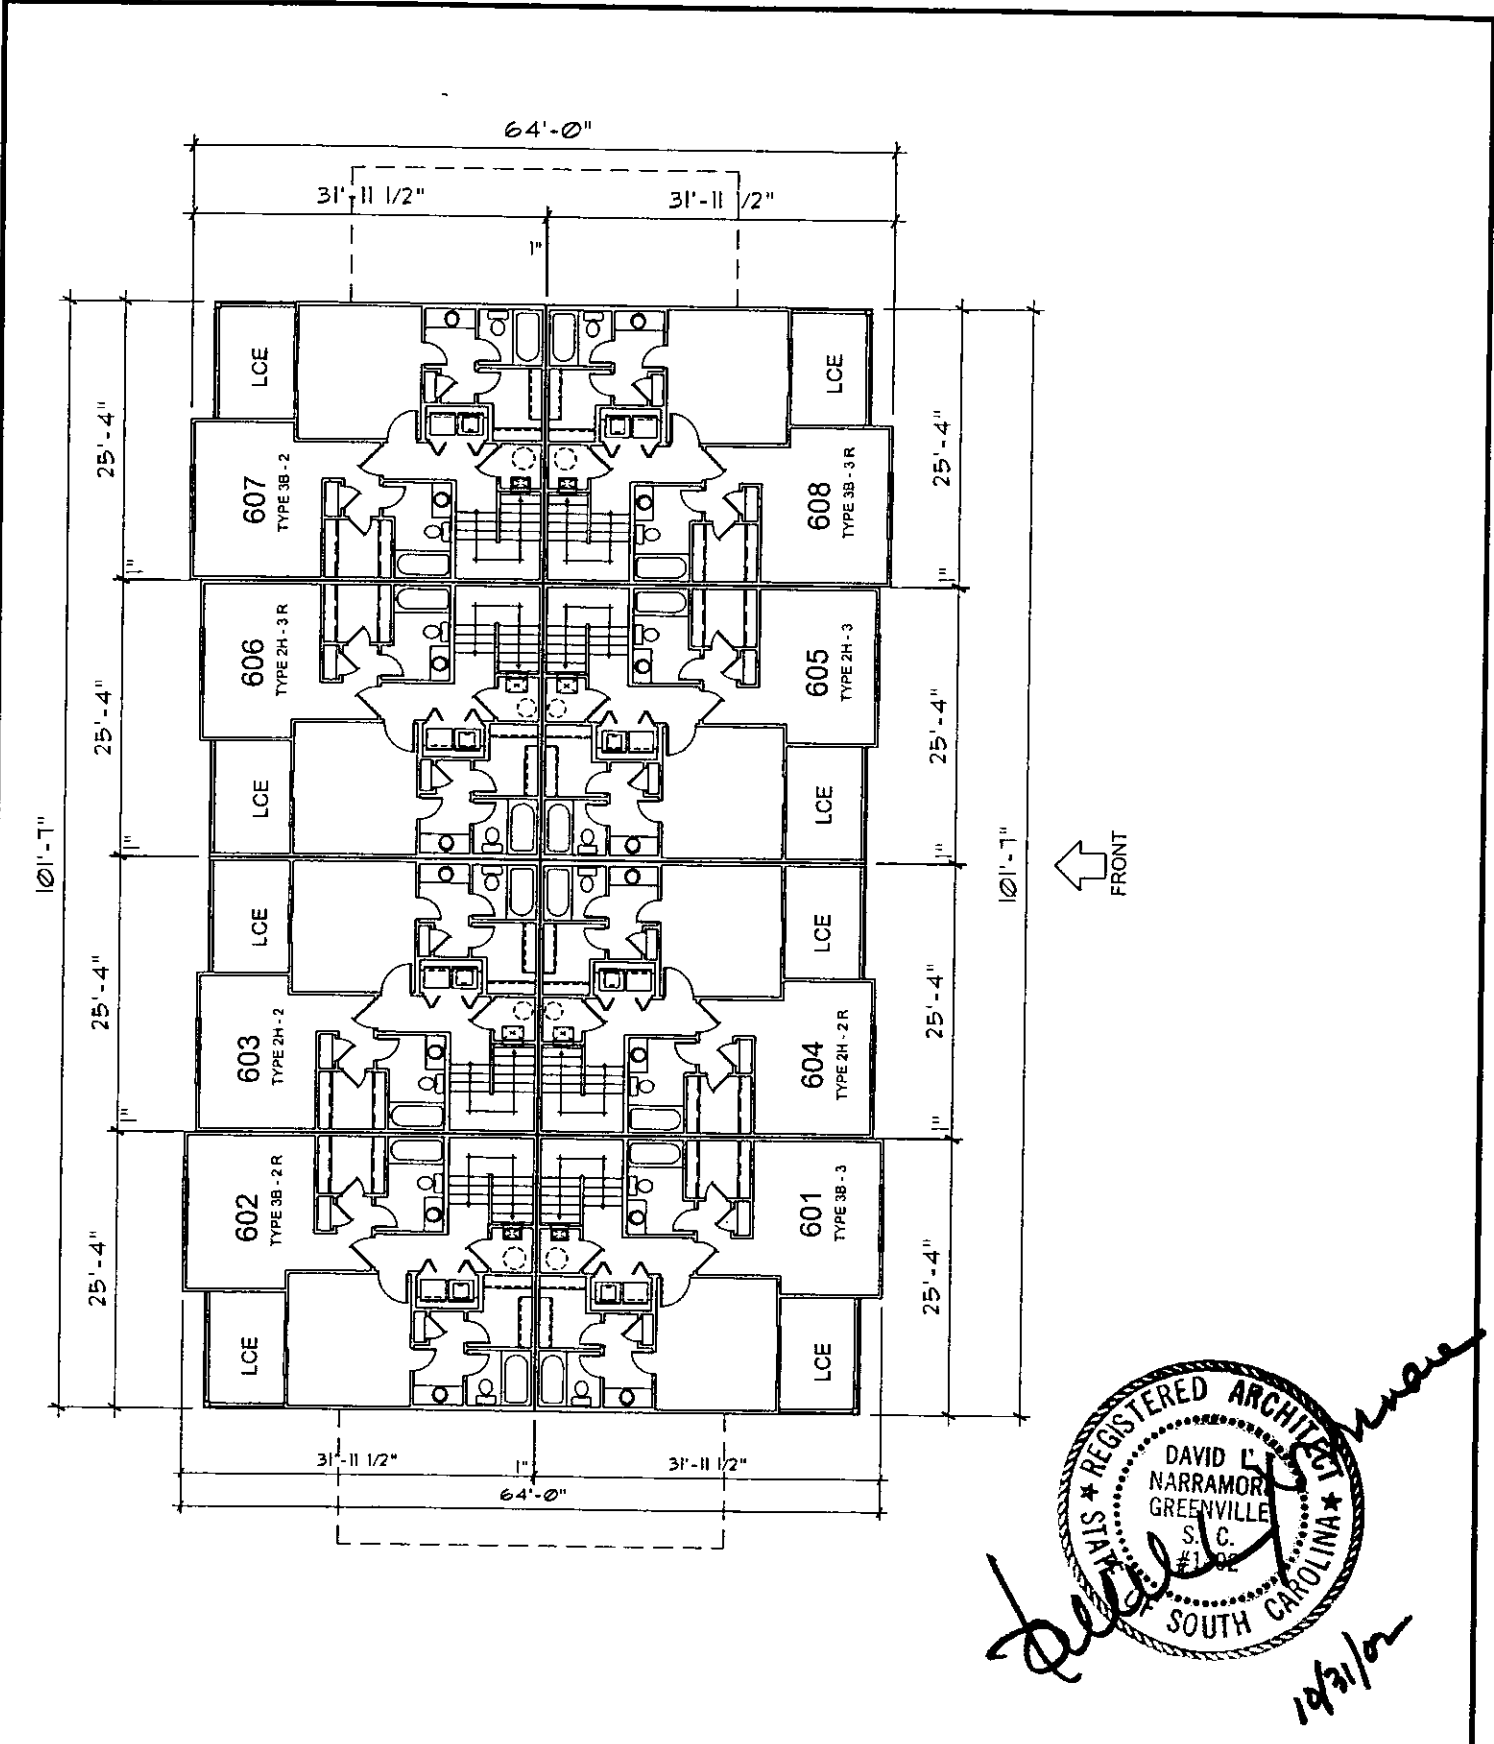 64'-0"
31'-11 1/2"
31'-11 1/2"
1"
LCE
LCE
25'-4"
607
TYPE 3B - 2
608
TYPE 3B - 3 R
25'-4"
1"
1"
606
TYPE 2H - 3 R
605
TYPE 2H - 3
25'-4"
25'-4"
LCE
LCE
1"
1"
101'-7"
101'-7"
FRONT
LCE
LCE
25'-4"
25'-4"
603
TYPE 2H - 2
604
TYPE 2H - 2 R
1"
1"
602
TYPE 3B - 2 R
601
TYPE 3B - 3
25'-4"
25'-4"
LCE
LCE
31'-11 1/2"
1"
31'-11 1/2"
64'-0"
STATE OF SOUTH CAROLINA
REGISTERED ARCHITECT
DAVID L.
GREENVILLE
S. C.
10/31/02